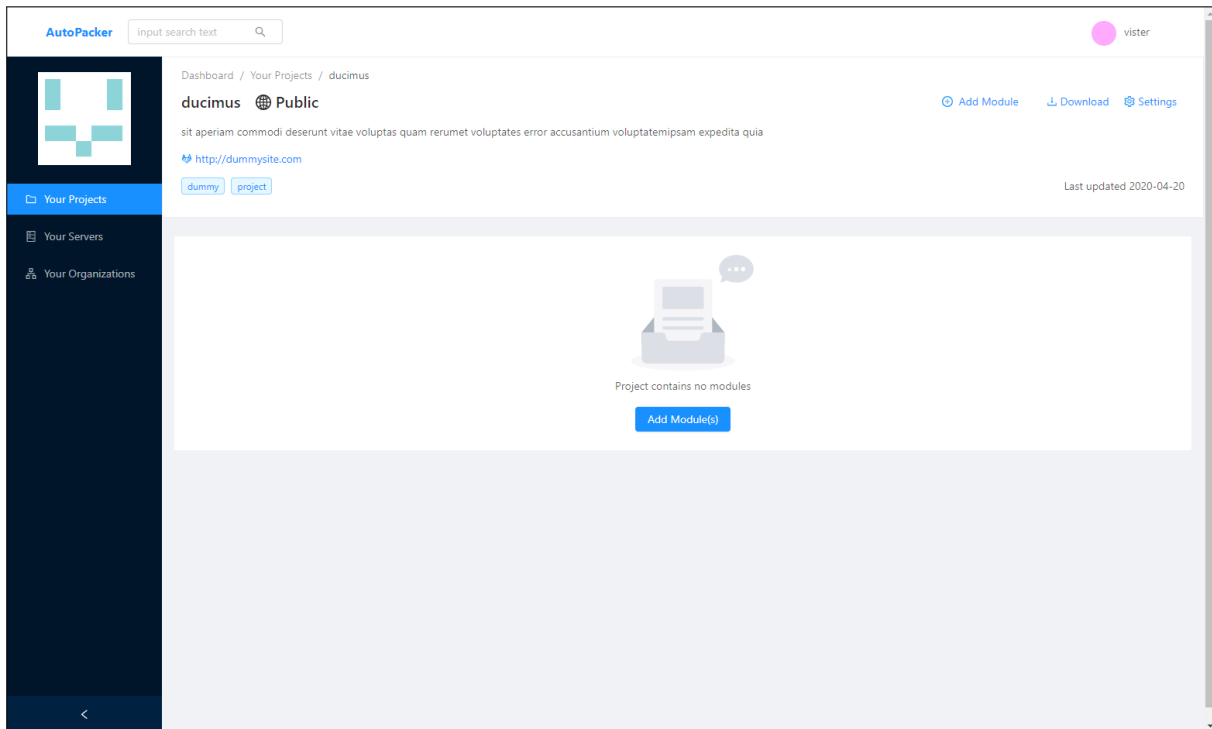 AutoPacker
input search text
vister
Dashboard / Your Projects / ducimus
ducimus Public
Add Module
Download
Settings
sit aperiam commodi deserunt vitae voluptas quam rerumet voluptates error accusantium voluptatemipsam expedita quia
http://dummysite.com
dummy project
Last updated 2020-04-20
Your Projects
Your Servers
Your Organizations
Project contains no modules
Add Module(s)